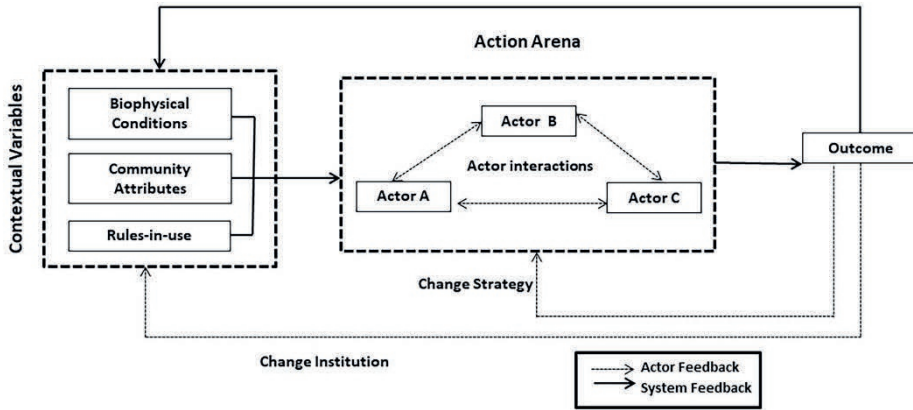 Action Arena
Contextual Variables
Biophysical
Conditions
Community
Attributes
Rules-in-use
Actor B
Actor interactions
Actor A
Actor C
Outcome
Change Strategy
Change Institution
Actor Feedback
System Feedback